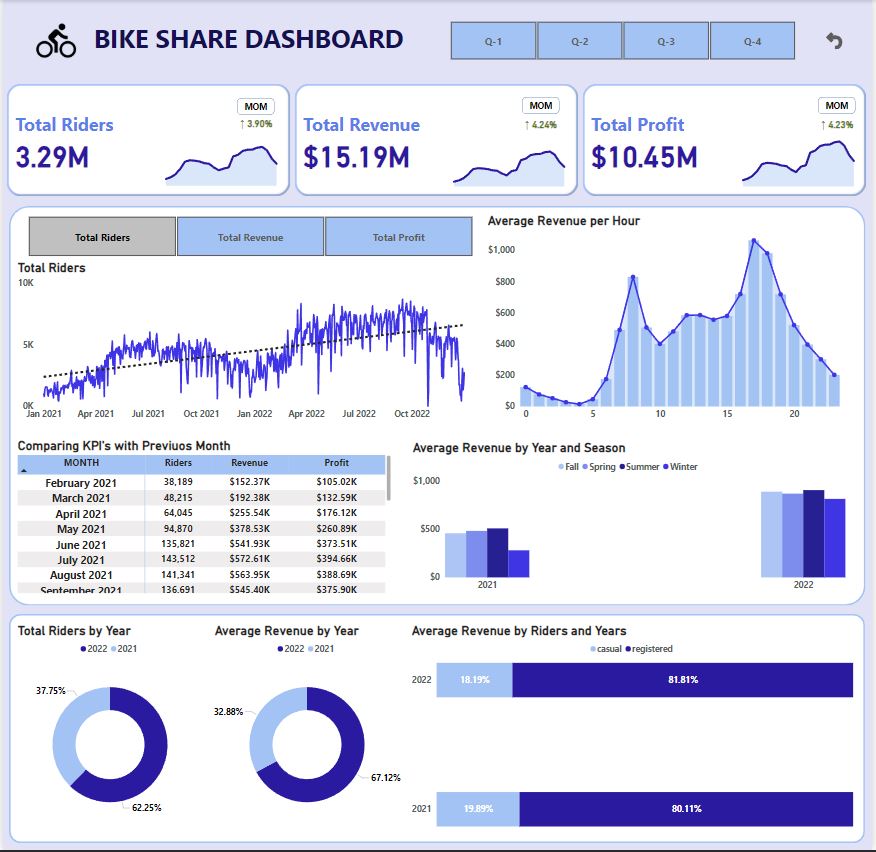 BIKE SHARE DASHBOARD
Q-1 Q-2 Q-3 Q-4
MOM
Total Riders
↑ 3.90%
3.29M
MOM
Total Revenue
↑ 4.24%
$15.19M
MOM
Total Profit
↑ 4.23%
$10.45M
Total Riders Total Revenue Total Profit
Total Riders
10K
5K
0K
Jan 2021 Apr 2021 Jul 2021 Oct 2021 Jan 2022 Apr 2022 Jul 2022 Oct 2022
Average Revenue per Hour
$1,000
$800
$600
$400
$200
$0
0 5 10 15 20
Comparing KPI's with Previuos Month
MONTH Riders Revenue Profit
February 2021 38,189 $152.37K $105.02K
March 2021 48,215 $192.38K $132.59K
April 2021 64,045 $255.54K $176.12K
May 2021 94,870 $378.53K $260.89K
June 2021 135,821 $541.93K $373.51K
July 2021 143,512 $572.61K $394.66K
August 2021 141,341 $563.95K $388.69K
September 2021 136,691 $545.40K $375.90K
Average Revenue by Year and Season
Fall Spring Summer Winter
$1,000
$500
$0
2021 2022
Total Riders by Year
2022 2021
37.75%
62.25%
Average Revenue by Year
2022 2021
32.88%
67.12%
Average Revenue by Riders and Years
casual registered
2022 18.19% 81.81%
2021 19.89% 80.11%